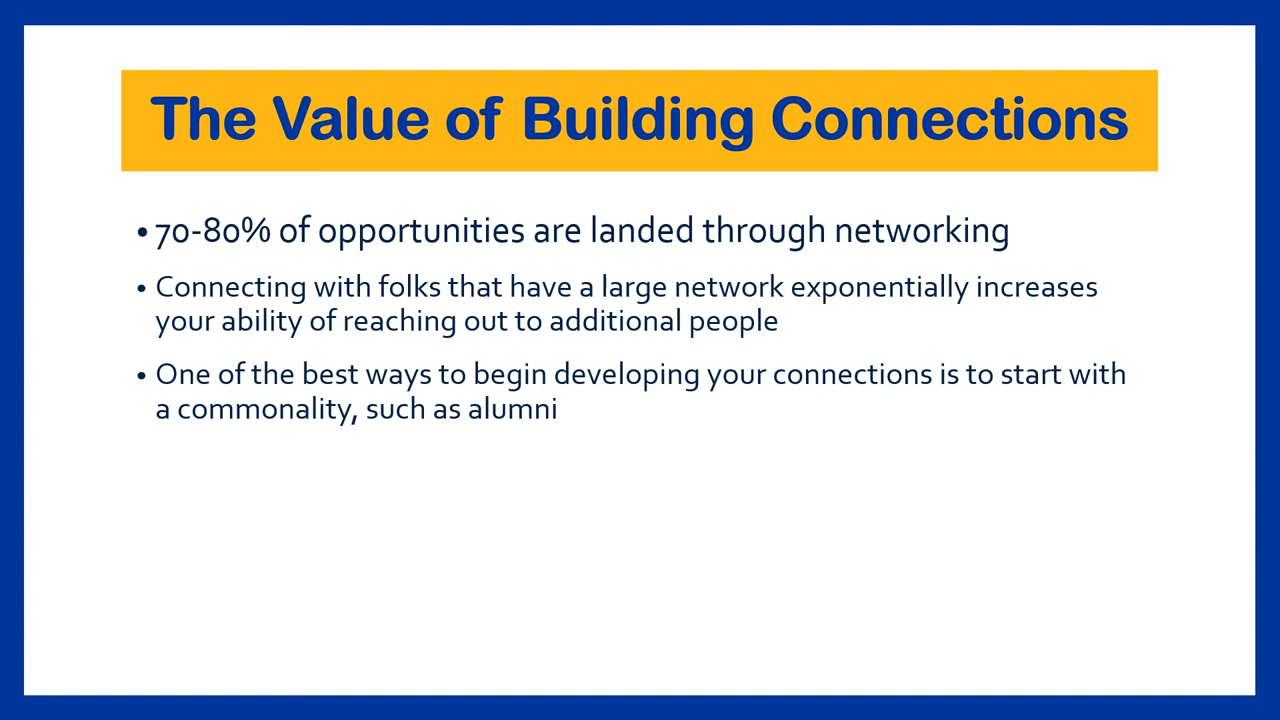 The Value of Building Connections
• 70-80% of opportunities are landed through networking
• Connecting with folks that have a large network exponentially increases
your ability of reaching out to additional people
• One of the best ways to begin developing your connections is to start with
a commonality, such as alumni